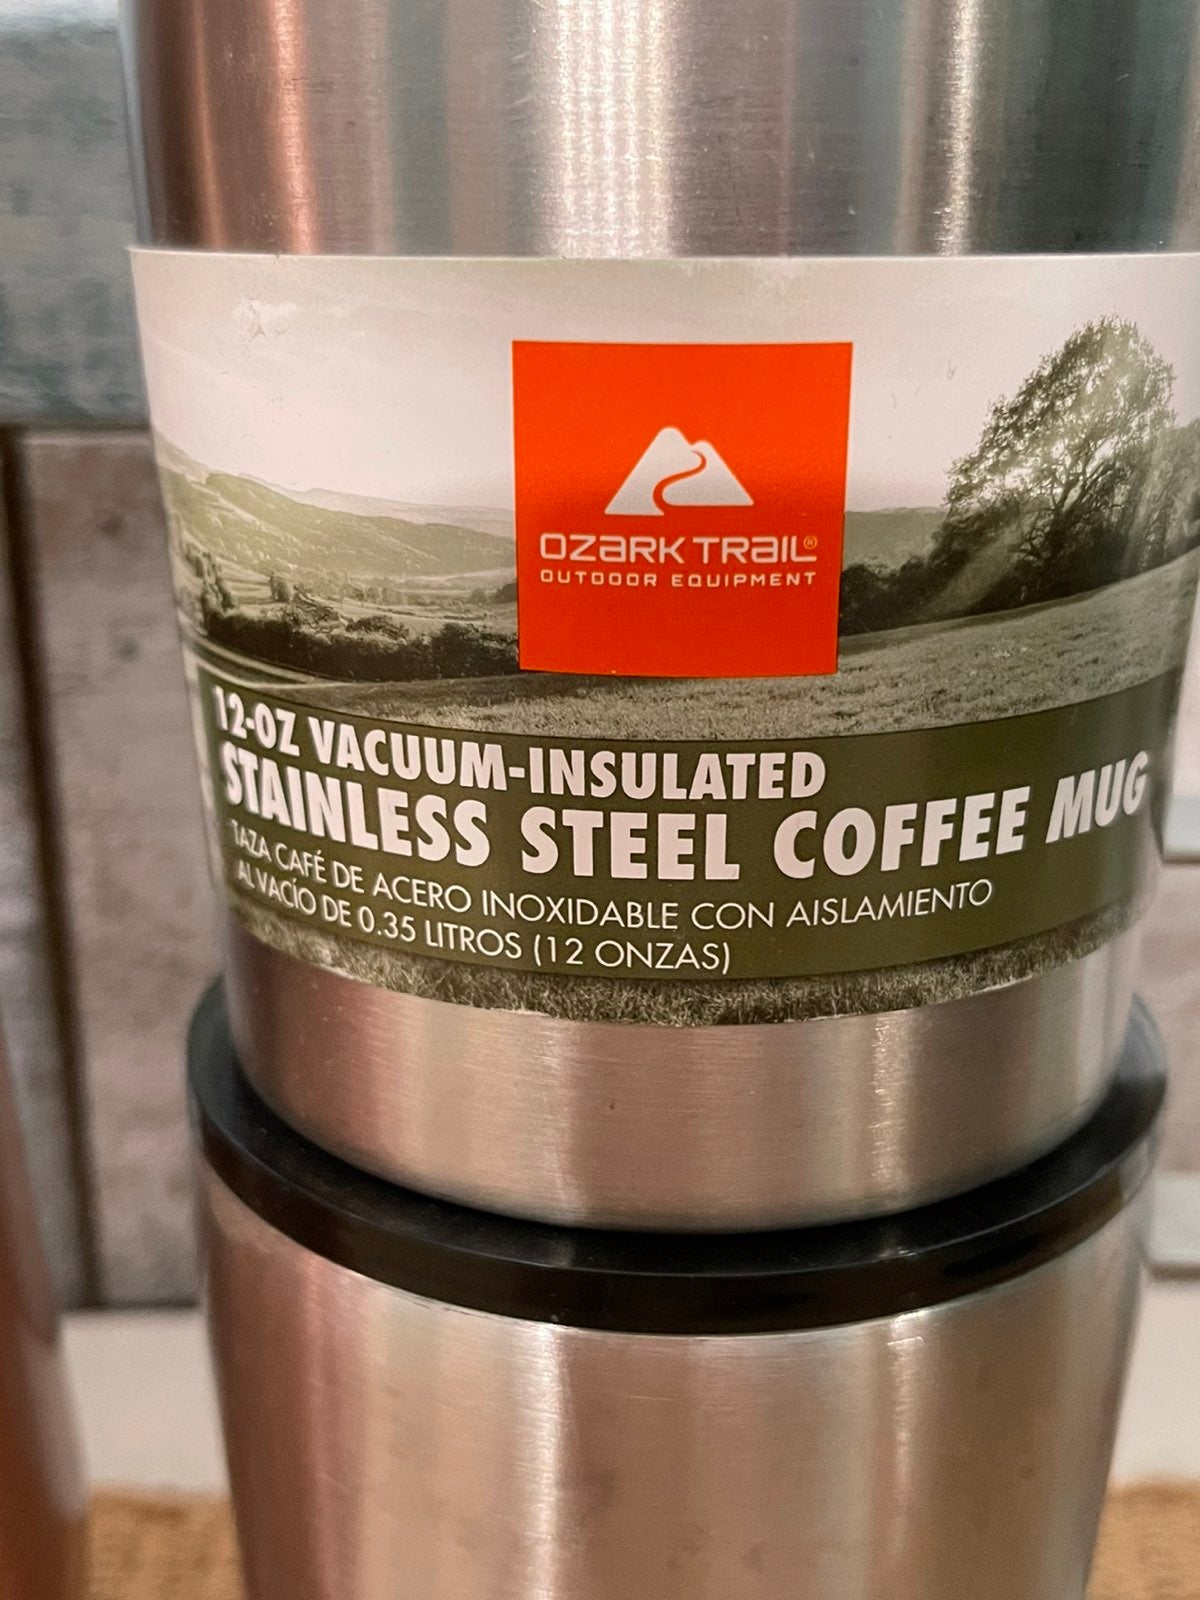 OZARK TRAIL®
OUTDOOR EQUIPMENT
12-OZ VACUUM-INSULATED
STAINLESS STEEL COFFEE MUG
TAZA CAFÉ DE ACERO INOXIDABLE CON AISLAMIENTO
AL VACÍO DE 0.35 LITROS (12 ONZAS)